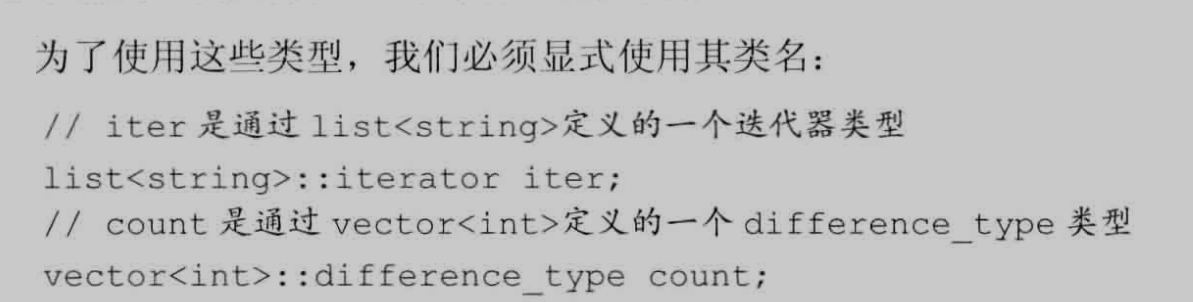 为了使用这些类型，我们必须显式使用其类名：
// iter 是通过 list<string>定义的一个迭代器类型
list<string>::iterator iter;
// count 是通过 vector<int>定义的一个 difference_type 类型
vector<int>::difference_type count;